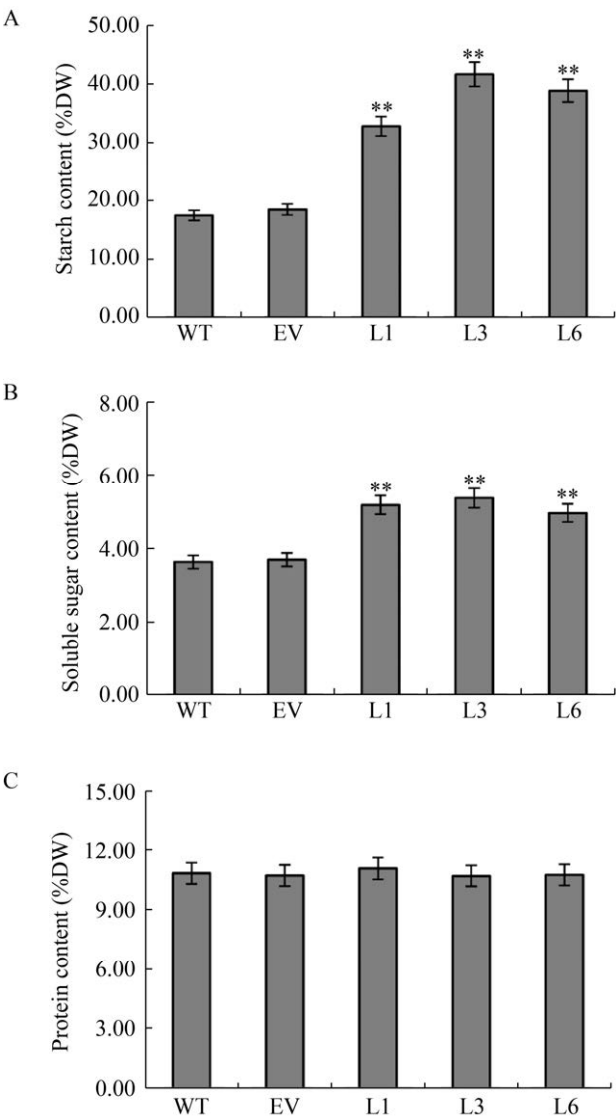 A
Starch content (%DW)
50.00
40.00
30.00
20.00
10.00
0.00
**
**
**
WT EV L1 L3 L6
B
Soluble sugar content (%DW)
8.00
6.00
4.00
2.00
0.00
** ** **
WT EV L1 L3 L6
C
Protein content (%DW)
15.00
12.00
9.00
6.00
3.00
0.00
WT EV L1 L3 L6